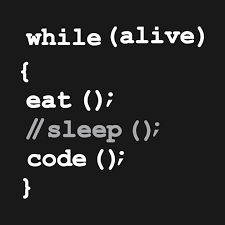 while (alive)
{
eat ();
//sleep ();
code ();
}